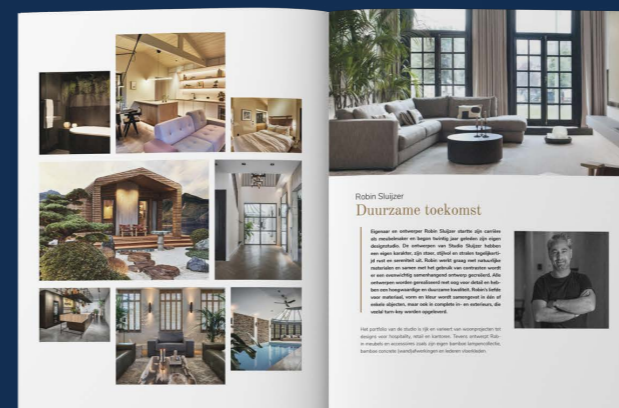 Robin Sluijzer
Duurzame toekomst
Eigenaar en ontwerper Robin Sluijzer startte zijn carrière
als meubelmaker en begon twintig jaar geleden zijn eigen
designstudio. De ontwerpen van Studio Sluijzer hebben
een eigen karakter, zijn stoer, stijlvol en stralen tegelijkerti-
jd rust en sereniteit uit. Robin werkt graag met natuurlijke
materialen en samen met het gebruik van contrasten wordt
er een evenwichtig samenhangend ontwerp gecreëerd. Alle
ontwerpen worden gerealiseerd met oog voor detail en heb-
ben een hoogwaardige en duurzame kwaliteit. Robin's liefde
voor materiaal, vorm en kleur wordt samengevat in één of
enkele objecten, maar ook in complete in- en exterieurs, die
veelal turn-key worden opgeleverd.
Het portfolio van de studio is rijk en varieert van woonprojecten tot
designs voor hospitality, retail en kantoren. Tevens ontwerpt Rob-
in meubels en accessoires zoals zijn eigen bamboe lampencollectie,
bamboe concrete (wand)afwerkingen en lederen vloerkleden.